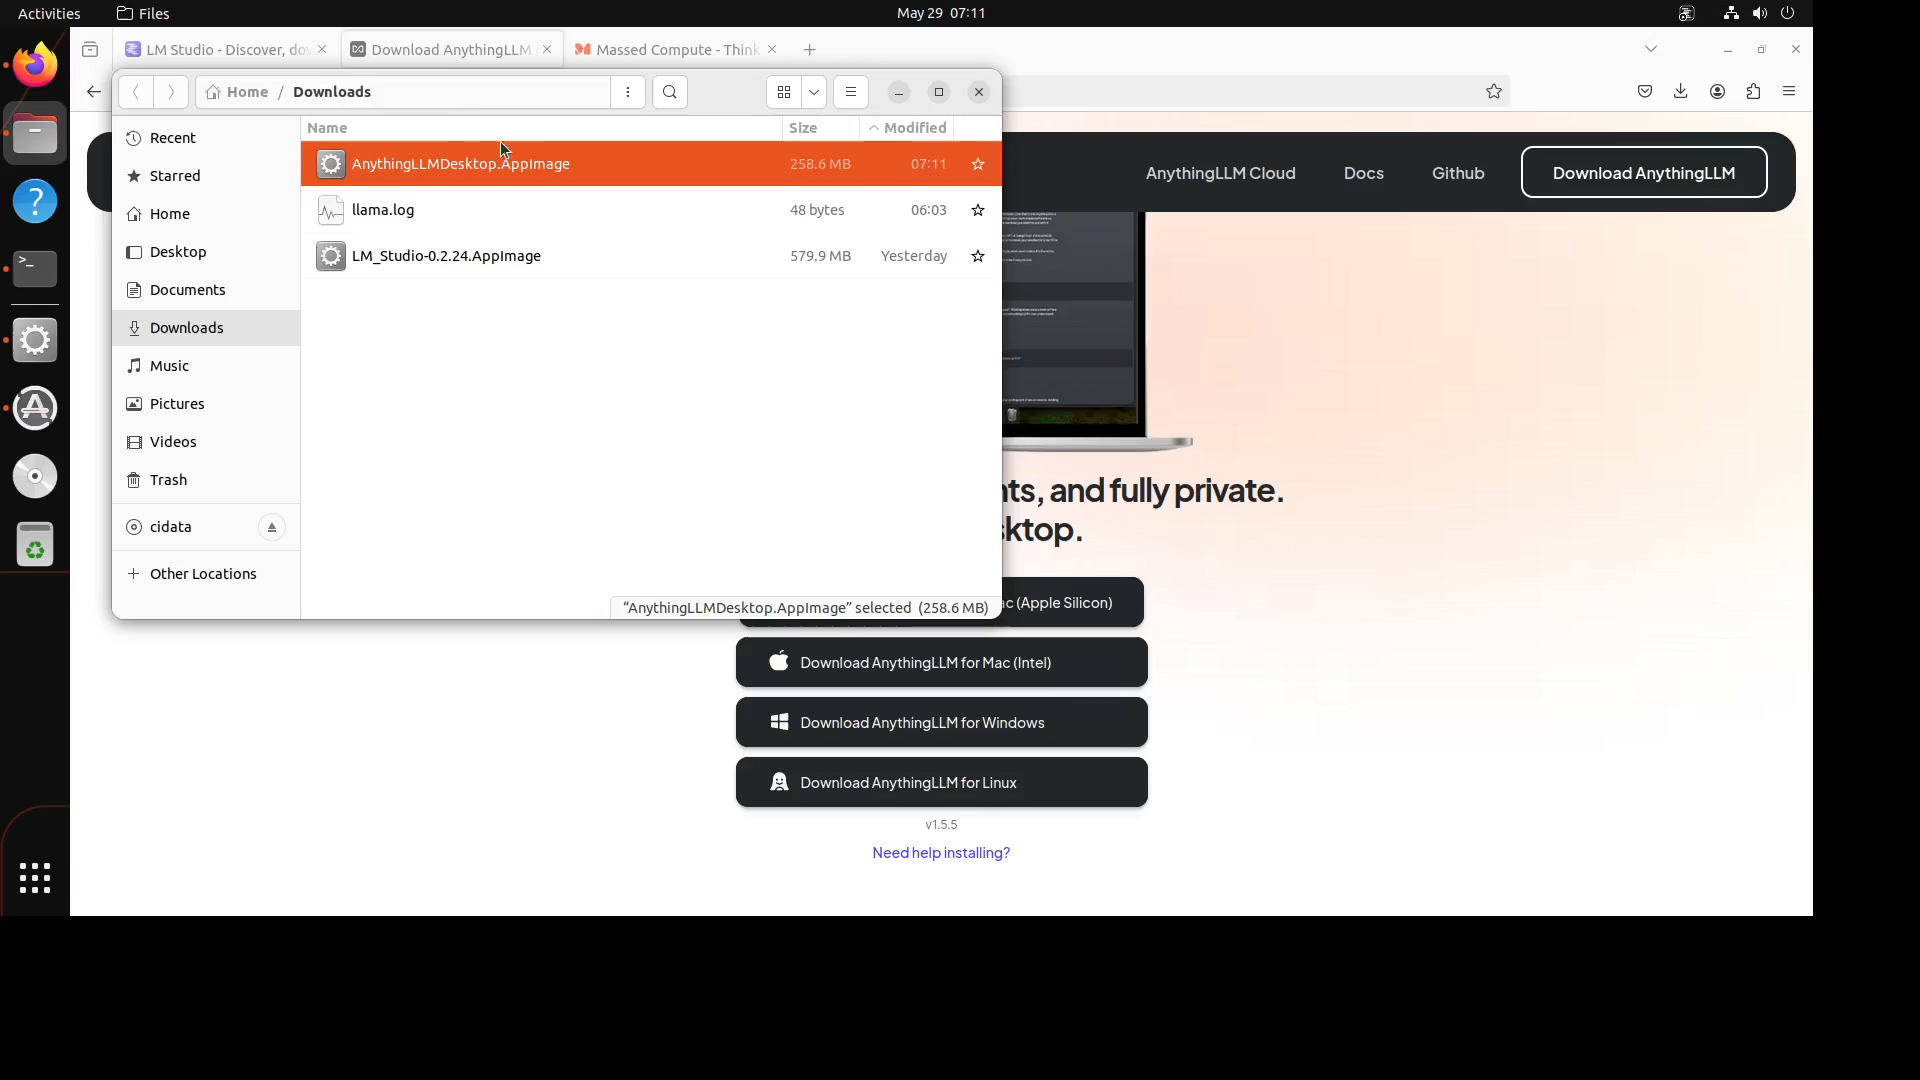 Activities
Files
May 29 07:11
LM Studio - Discover, do
Download AnythingLLM
Massed Compute - Think
Home / Downloads
Name
Size
Modified
Recent
Starred
Home
Desktop
Documents
Downloads
Music
Pictures
Videos
Trash
cidata
Other Locations
AnythingLLMDesktop.AppImage 258.6 MB 07:11
llama.log 48 bytes 06:03
LM_Studio-0.2.24.AppImage 579.9 MB Yesterday
"AnythingLLMDesktop.AppImage" selected (258.6 MB)
AnythingLLM Cloud
Docs
Github
Download AnythingLLM
nts, and fully private.
sktop.
ac (Apple Silicon)
Download AnythingLLM for Mac (Intel)
Download AnythingLLM for Windows
Download AnythingLLM for Linux
v1.5.5
Need help installing?